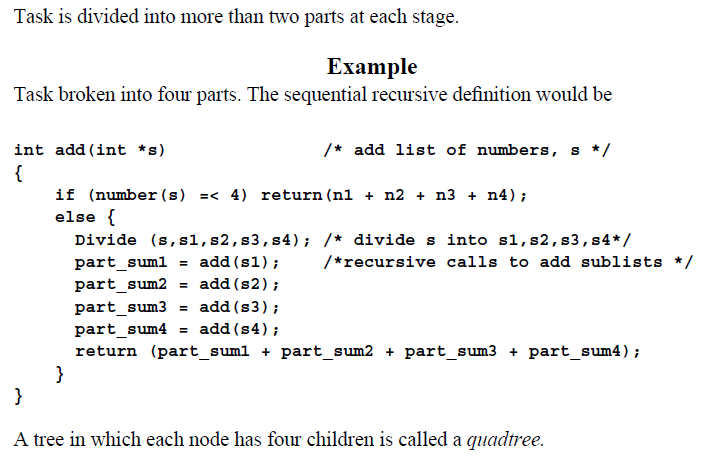 Task is divided into more than two parts at each stage.
Example
Task broken into four parts. The sequential recursive definition would be
int add(int *s) /* add list of numbers, s */
{
if (number(s) =< 4) return(n1 + n2 + n3 + n4);
else {
Divide (s,s1,s2,s3,s4); /* divide s into s1,s2,s3,s4*/
part_sum1 = add(s1); /*recursive calls to add sublists */
part_sum2 = add(s2);
part_sum3 = add(s3);
part_sum4 = add(s4);
return (part_sum1 + part_sum2 + part_sum3 + part_sum4);
}
}
A tree in which each node has four children is called a quadtree.